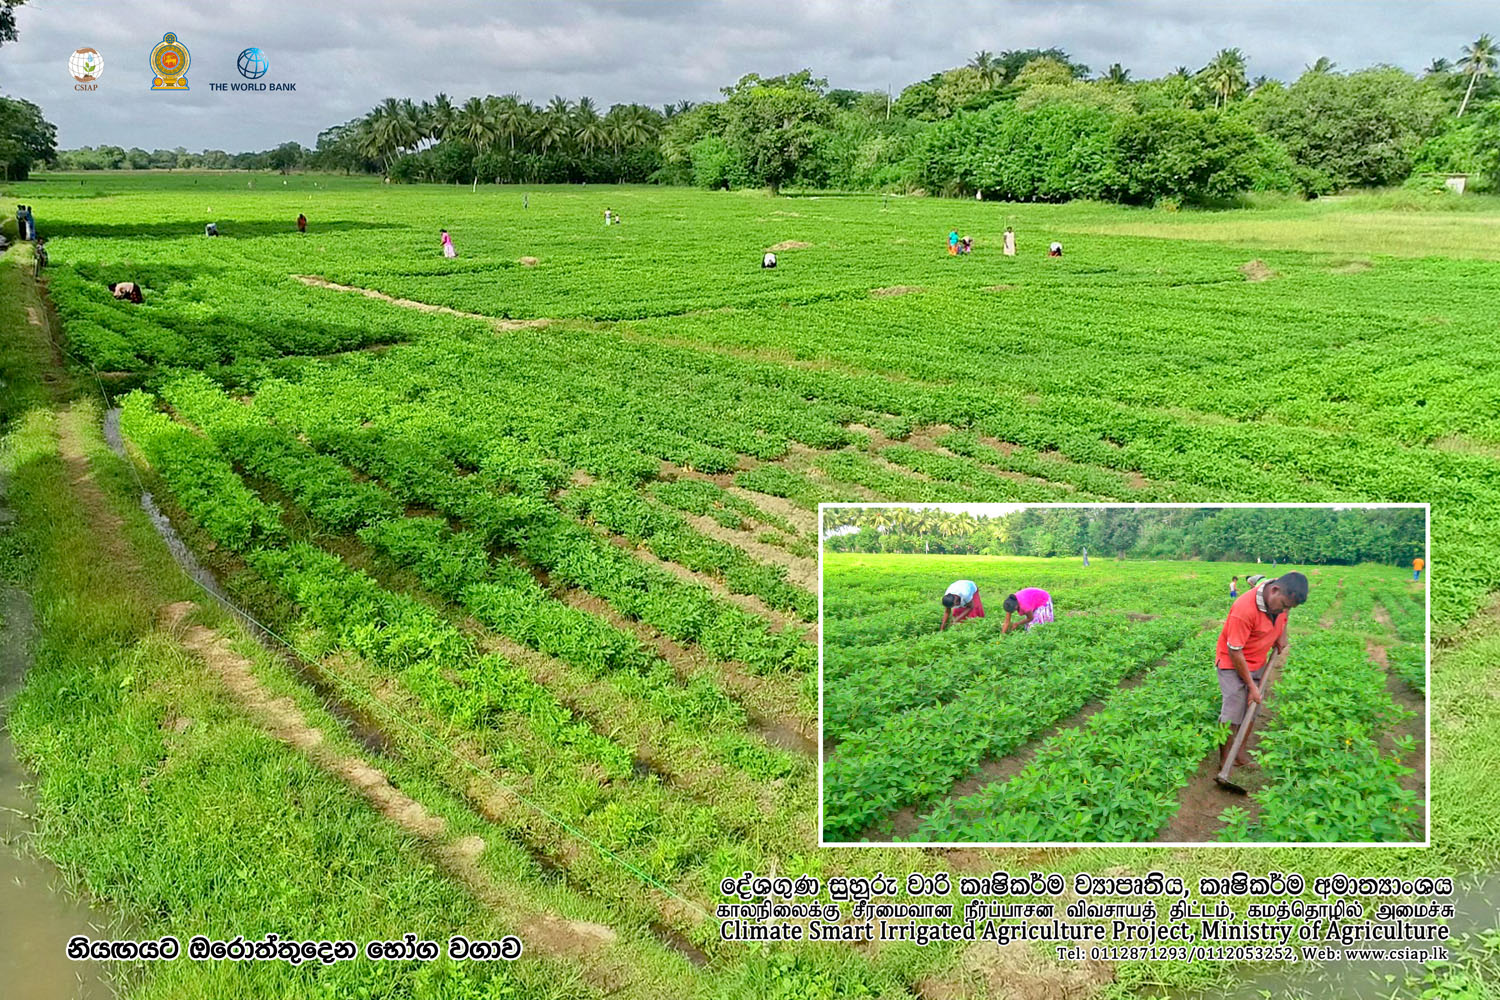 CSIAP
THE WORLD BANK
නියඟයට ඔරොත්තුදෙන භෝග වගාව
දේශගුණ සුහුරු වාරි කෘෂිකර්ම ව්‍යාපෘතිය, කෘෂිකර්ම අමාත්‍යාංශය
காலநிலைக்கு சீரமைவான நீர்ப்பாசன விவசாயத் திட்டம், கமத்தொழில் அமைச்சு
Climate Smart Irrigated Agriculture Project, Ministry of Agriculture
Tel: 0112871293/0112053252, Web: www.csiap.lk